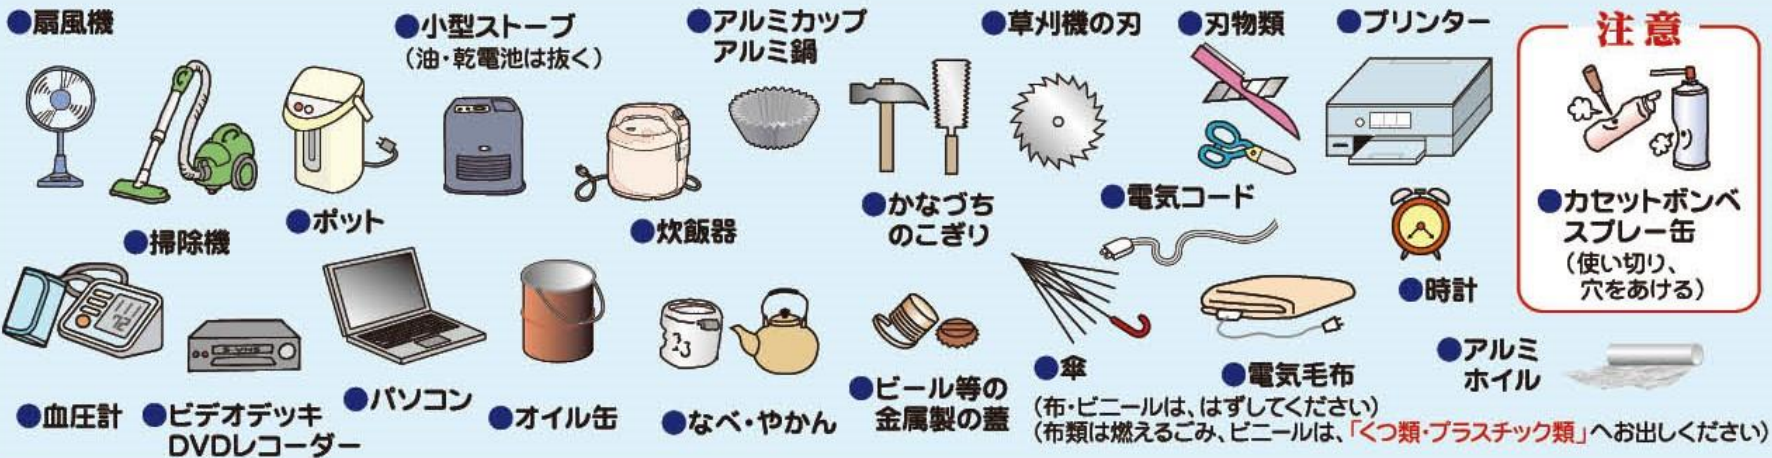 ●扇風機
●小型ストーブ
（油・乾電池は抜く）
●アルミカップ
アルミ鍋
●草刈機の刃
●刃物類
●プリンター
注意
●掃除機
●ポット
●炊飯器
●かなづち
のこぎり
●電気コード
●時計
●カセットボンベ
スプレー缶
（使い切り、
穴をあける）
●血圧計
●ビデオデッキ
DVDレコーダー
●パソコン
●オイル缶
●なべ・やかん
●ビール等の
金属製の蓋
●傘
（布・ビニールは、はずしてください）
（布類は燃えるごみ、ビニールは、「くつ類・プラスチック類」へお出しください）
●電気毛布
●アルミ
ホイル